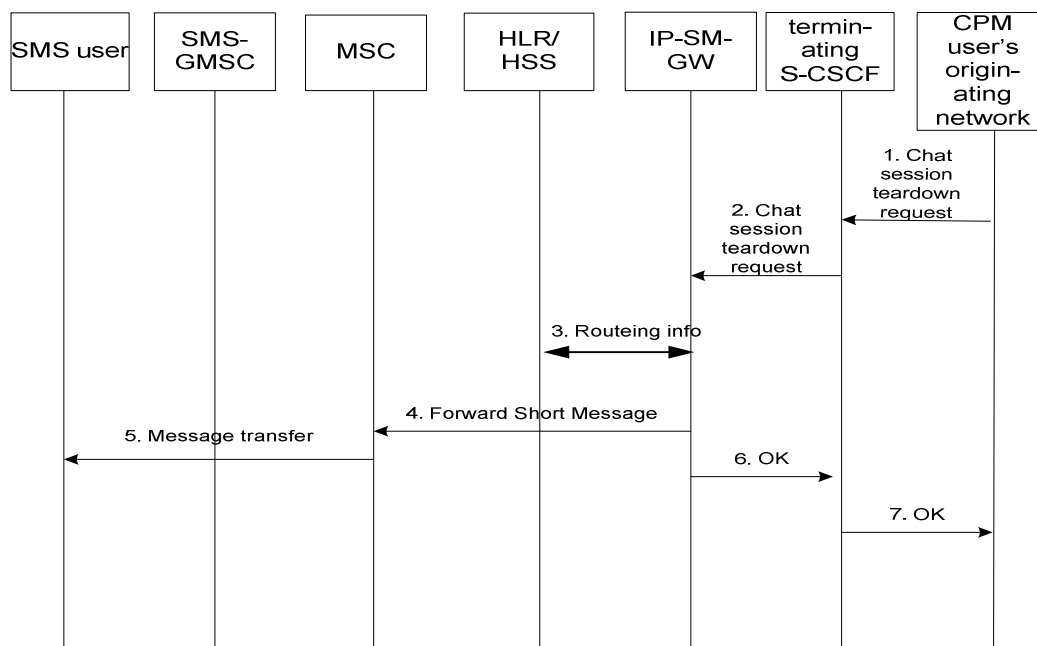 SMS user
SMS-
GMSC
MSC
HLR/
HSS
IP-SM-
GW
termin-
ating
S-CSCF
CPM
user's
origin-
ating
network
1. Chat
session
teardown
request
2. Chat
session
teardown
request
3. Routeing info
4. Forward Short Message
5. Message transfer
6. OK
7. OK